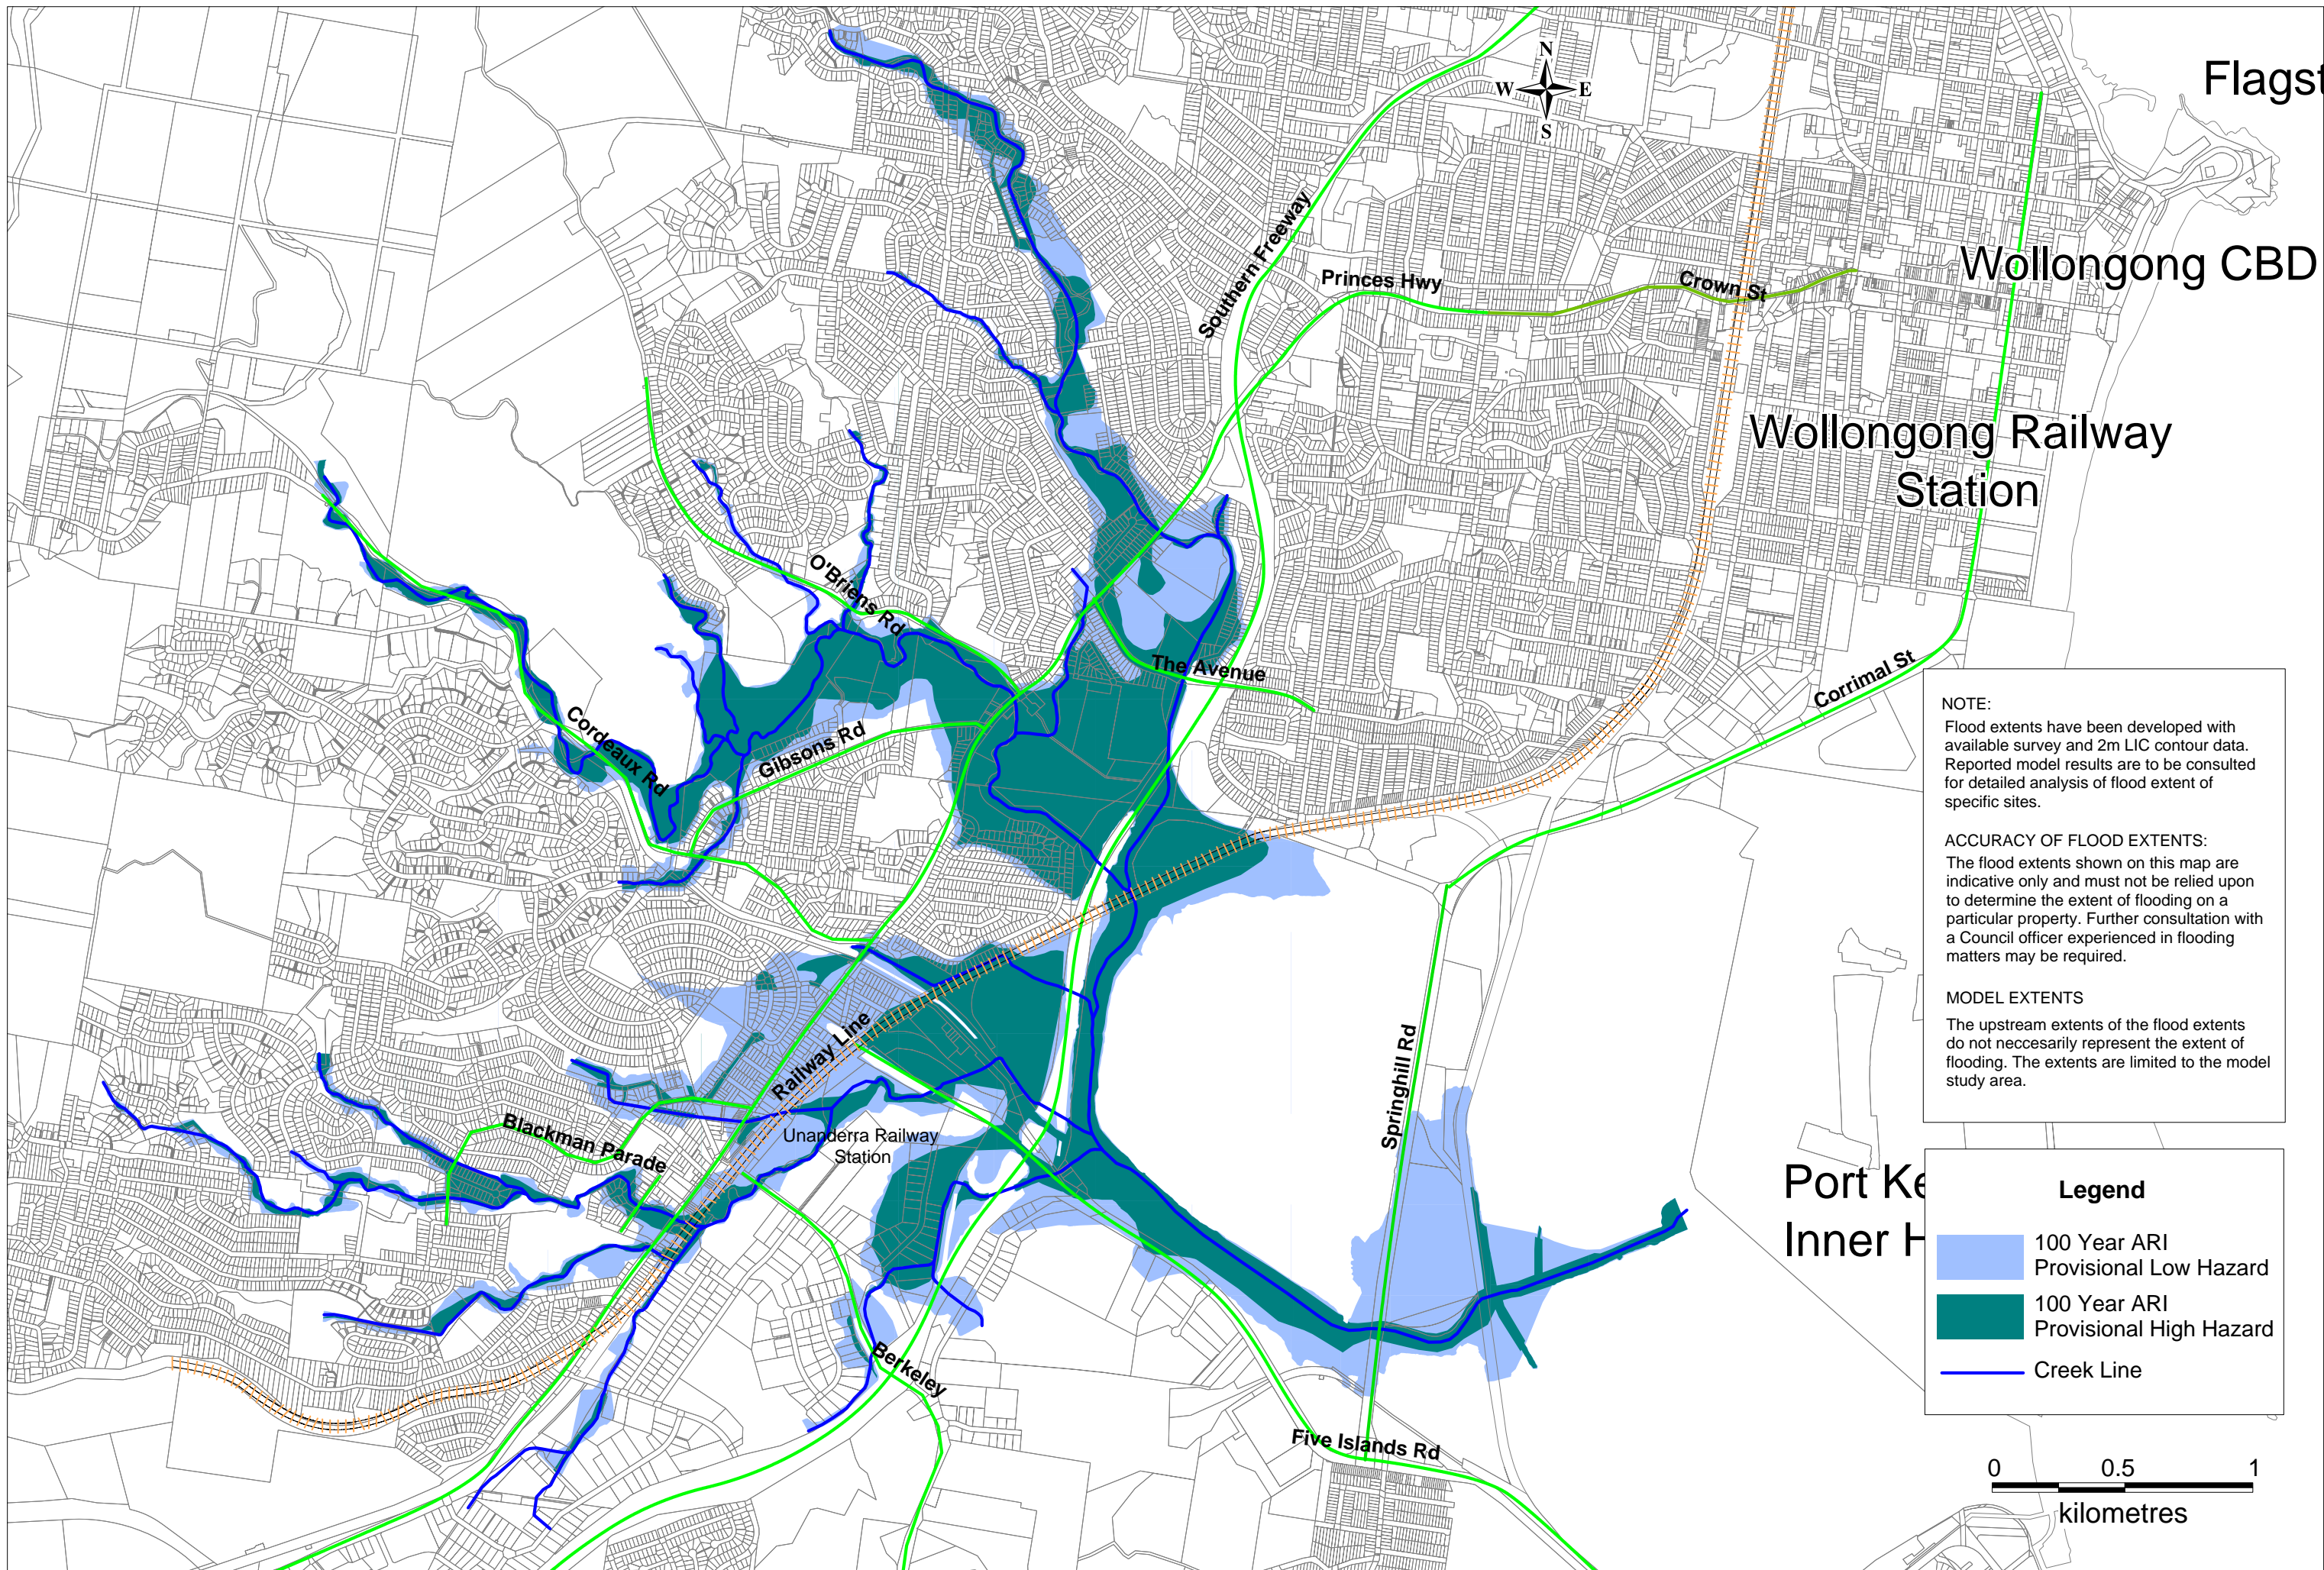 N
W E
S
Flagst
Southern Freeway
Princes Hwy
Crown St
Wollongong CBD
Wollongong Railway
Station
O'Briens Rd
The Avenue
Corrimal St
Cordeaux Rd
Gibsons Rd
Railway Line
Springhill Rd
Blackman Parade
Unanderra Railway
Station
Berkeley
Five Islands Rd
Port Ke
Inner H
NOTE:
Flood extents have been developed with
available survey and 2m LIC contour data.
Reported model results are to be consulted
for detailed analysis of flood extent of
specific sites.
ACCURACY OF FLOOD EXTENTS:
The flood extents shown on this map are
indicative only and must not be relied upon
to determine the extent of flooding on a
particular property. Further consultation with
a Council officer experienced in flooding
matters may be required.
MODEL EXTENTS
The upstream extents of the flood extents
do not neccesarily represent the extent of
flooding. The extents are limited to the model
study area.
Legend
100 Year ARI
Provisional Low Hazard
100 Year ARI
Provisional High Hazard
Creek Line
0 0.5 1
kilometres